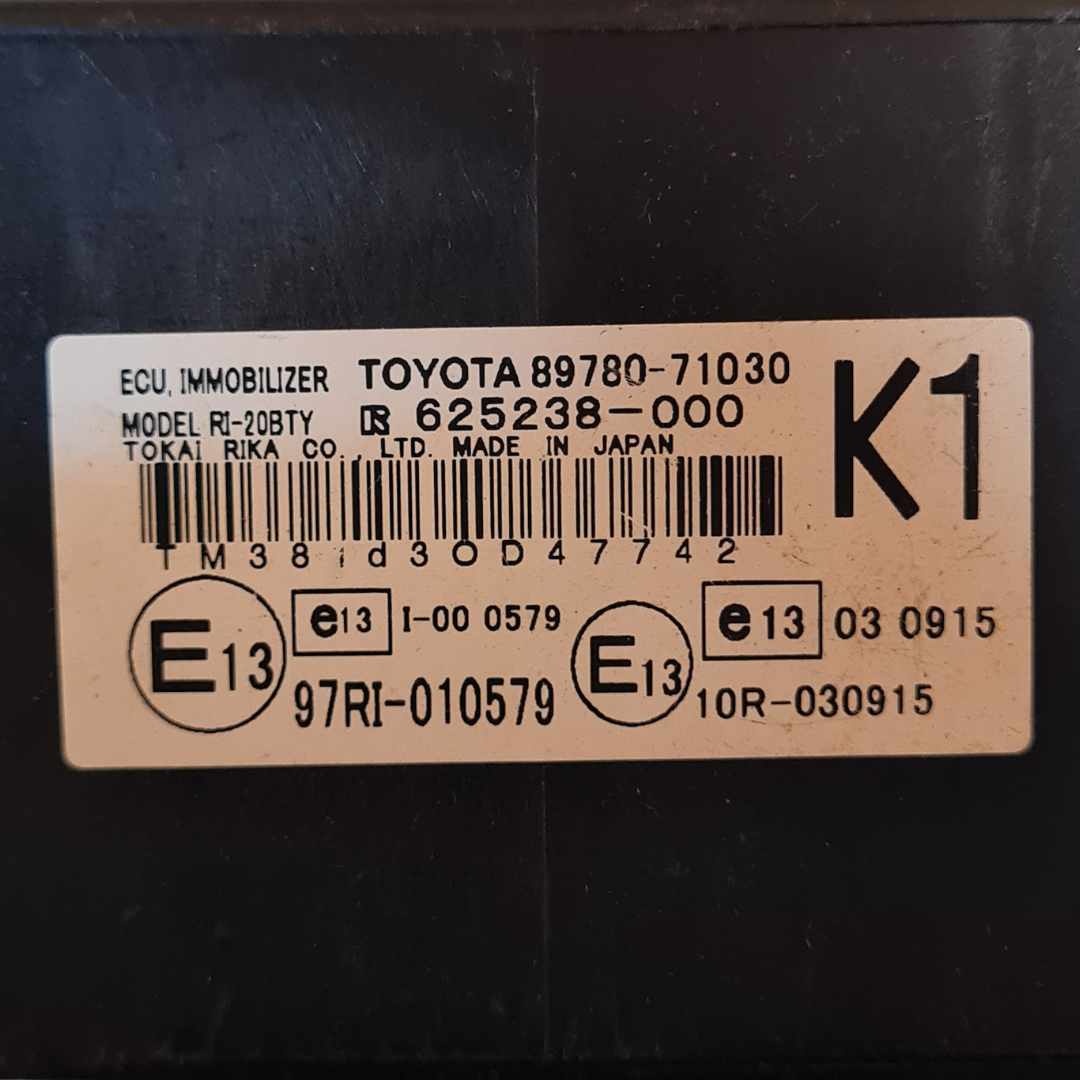 ECU, IMMOBILIZER TOYOTA 89780-71030
K1
MODEL RI-20BTY 625238-000
TOKAI RIKA CO., LTD. MADE IN JAPAN
E13
e13 I-00 0579
97RI-010579
E13
e13 03 0915
10R-030915